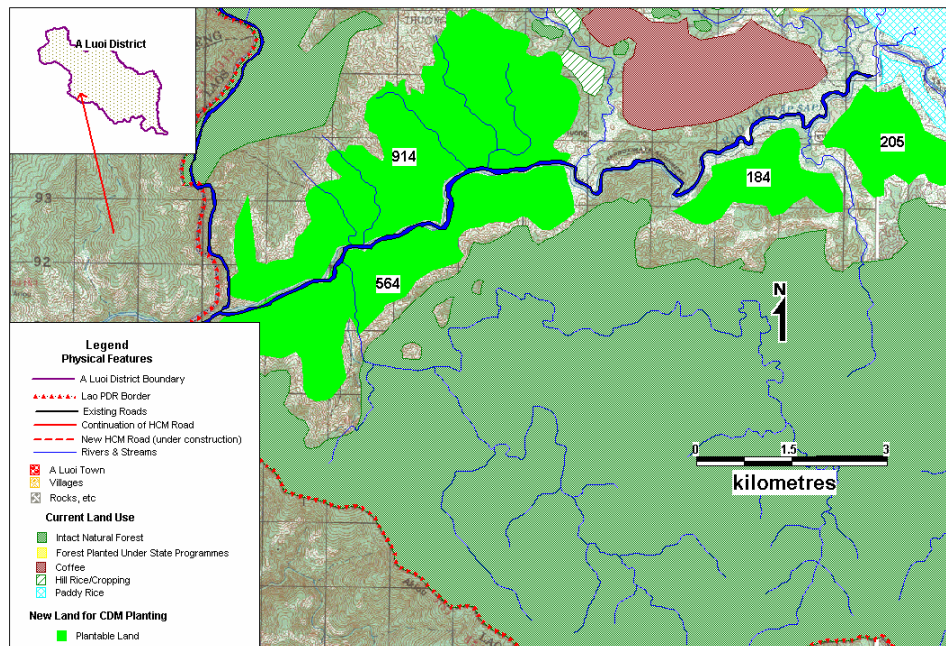 A Luoi District
LAOS
914
205
184
93
92
564
N
0 1.5 3
kilometres
Legend
Physical Features
A Luoi District Boundary
Lao PDR Border
Existing Roads
Continuation of HCM Road
New HCM Road (under construction)
Rivers & Streams
A Luoi Town
Villages
Rocks, etc
Current Land Use
Intact Natural Forest
Forest Planted Under State Programmes
Coffee
Hill Rice/Cropping
Paddy Rice
New Land for CDM Planting
Plantable Land